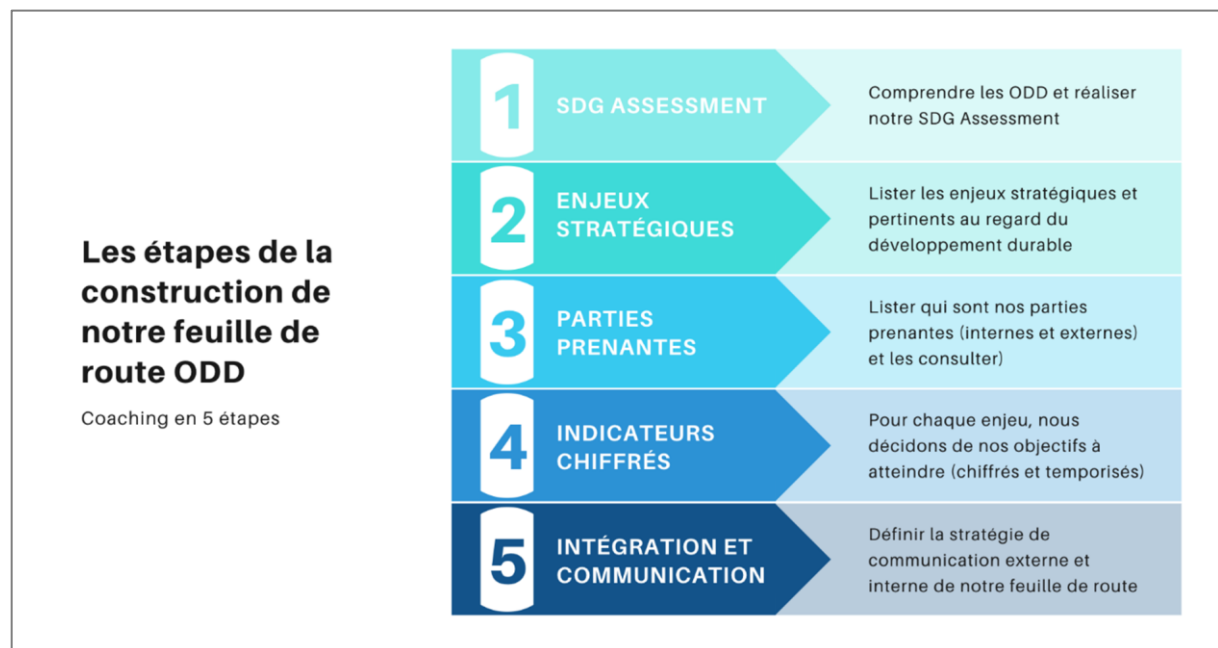 Les étapes de la
construction de
notre feuille de
route ODD
Coaching en 5 étapes
1
SDG ASSESSMENT
Comprendre les ODD et réaliser
notre SDG Assessment
2
ENJEUX
STRATÉGIQUES
Lister les enjeux stratégiques et
pertinents au regard du
développement durable
3
PARTIES
PRENANTES
Lister qui sont nos parties
prenantes (internes et externes)
et les consulter)
4
INDICATEURS
CHIFFRÉS
Pour chaque enjeu, nous
décidons de nos objectifs à
atteindre (chiffrés et temporisés)
5
INTÉGRATION ET
COMMUNICATION
Définir la stratégie de
communication externe et
interne de notre feuille de route